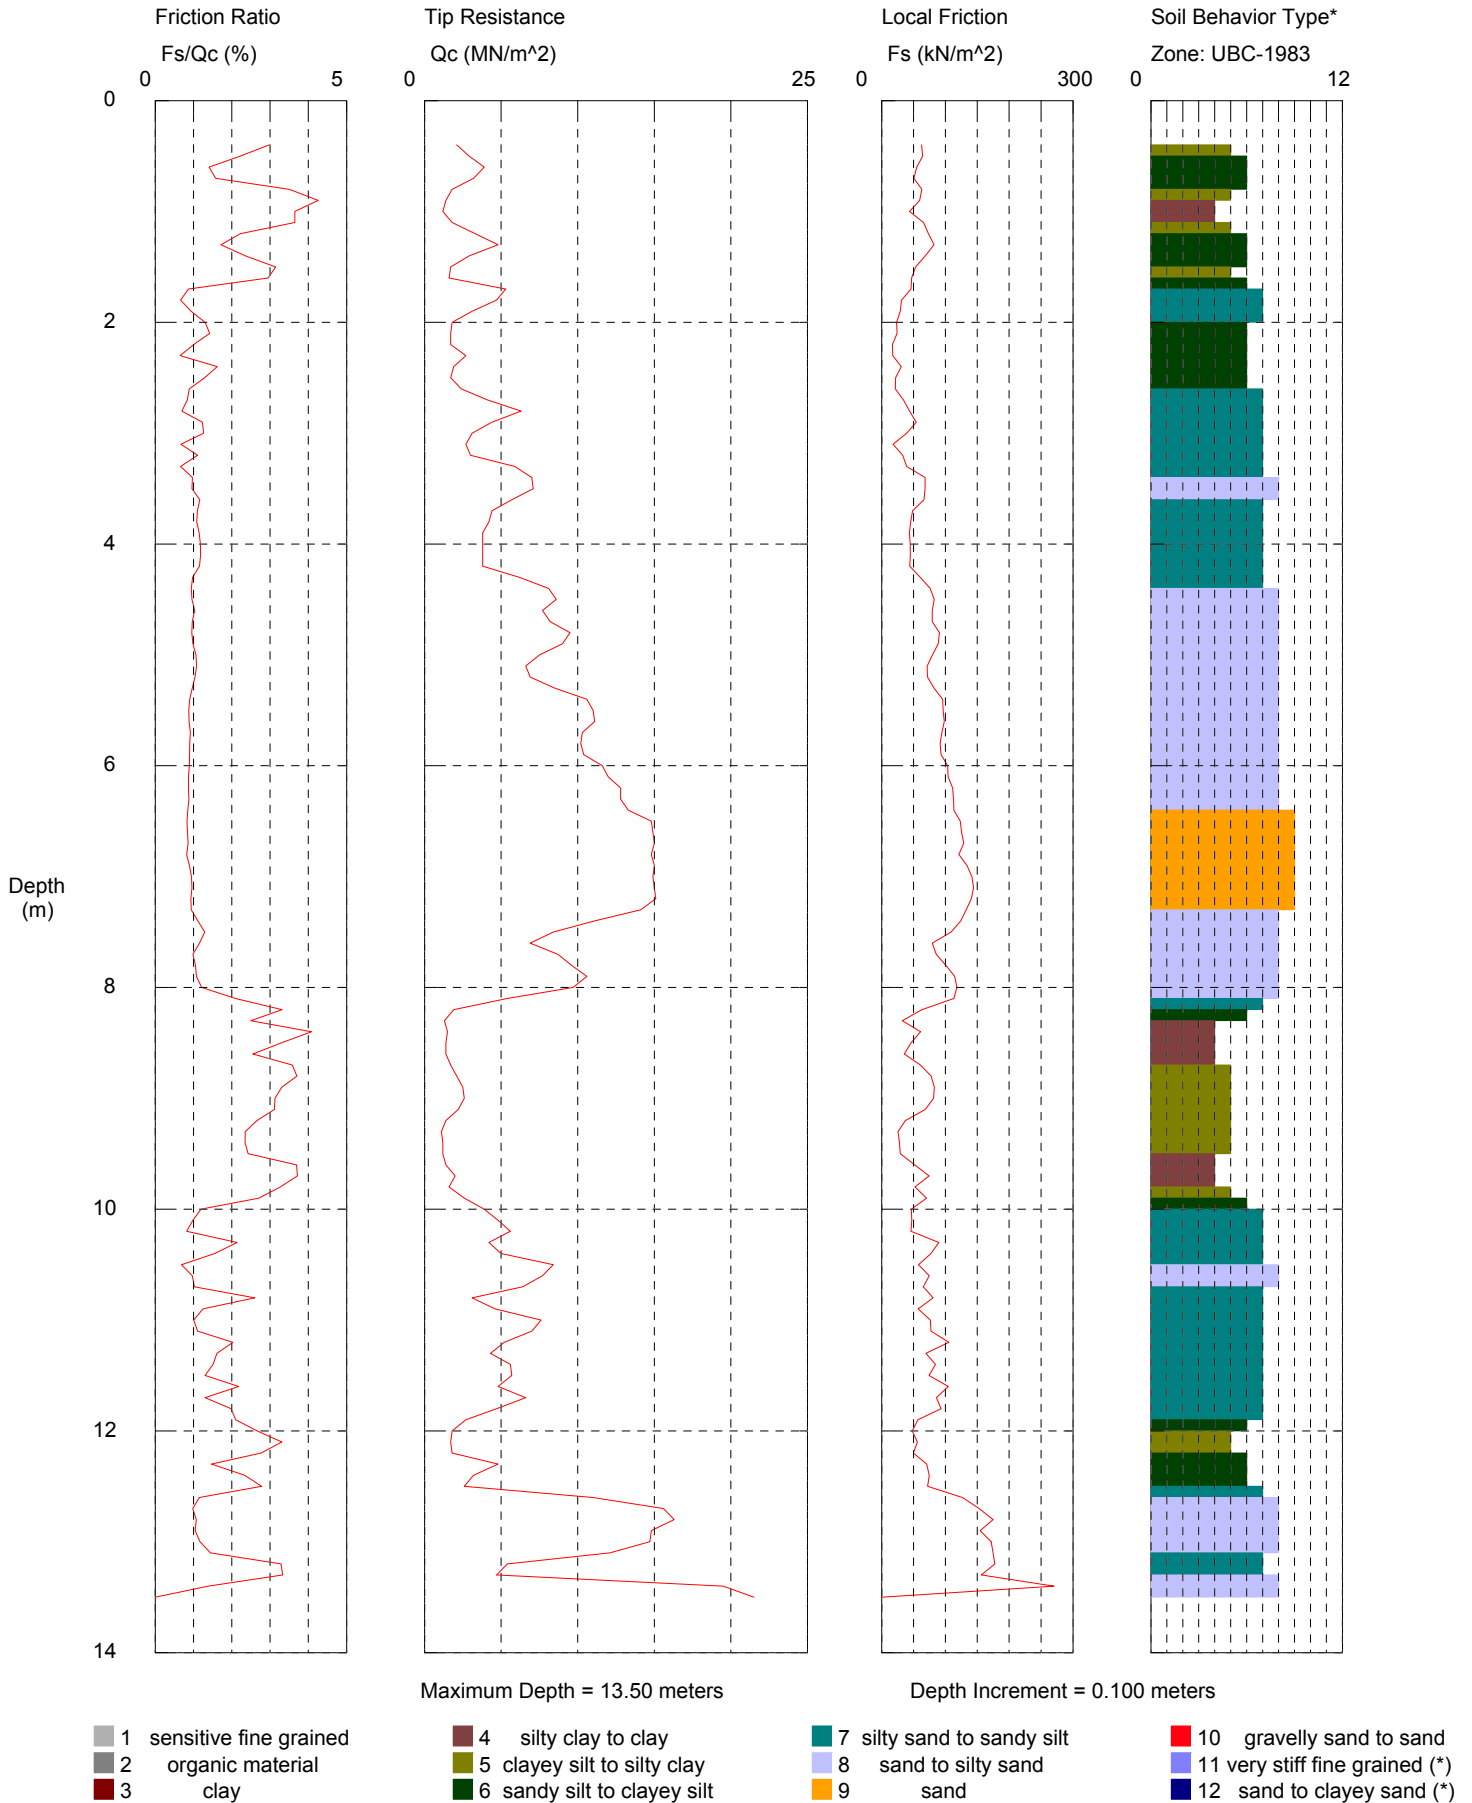 Friction Ratio Tip Resistance Local Friction Soil Behavior Type*
Fs/Qc (%) Qc (MN/m^2) Fs (kN/m^2) Zone: UBC-1983
0 5 0 25 0 300 0 12
0
2
4
6
Depth
(m)
8
10
12
14
Maximum Depth = 13.50 meters Depth Increment = 0.100 meters
1 sensitive fine grained 4 silty clay to clay 7 silty sand to sandy silt 10 gravelly sand to sand
2 organic material 5 clayey silt to silty clay 8 sand to silty sand 11 very stiff fine grained (*)
3 clay 6 sandy silt to clayey silt 9 sand 12 sand to clayey sand (*)